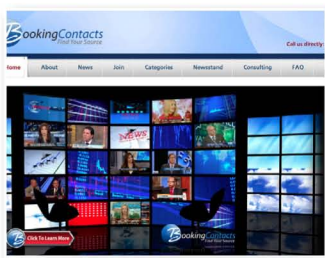 BookingContacts
Find Your Source
Call us directly
Home About News Join Categories Newsstand Consulting FAQ
NEWS
Click To Learn More
BookingContacts
Find Your Source